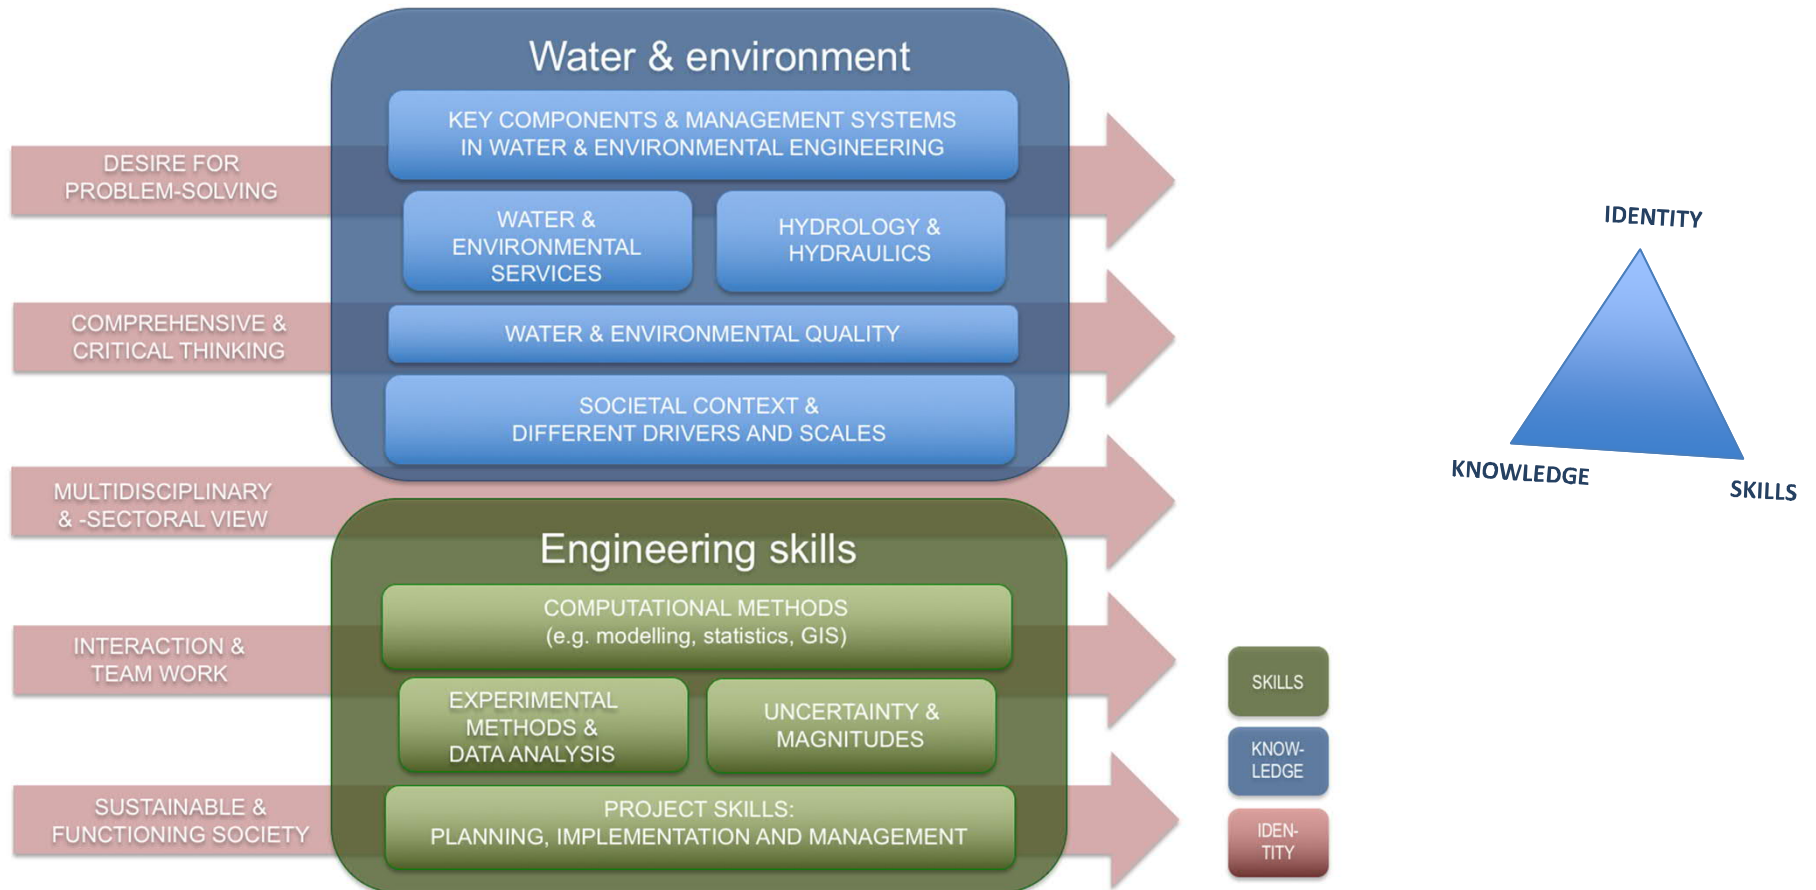 Water & environment
KEY COMPONENTS & MANAGEMENT SYSTEMS
IN WATER & ENVIRONMENTAL ENGINEERING
DESIRE FOR
PROBLEM-SOLVING
WATER &
ENVIRONMENTAL
SERVICES
HYDROLOGY &
HYDRAULICS
COMPREHENSIVE &
CRITICAL THINKING
WATER & ENVIRONMENTAL QUALITY
SOCIETAL CONTEXT &
DIFFERENT DRIVERS AND SCALES
MULTIDISCIPLINARY
& -SECTORAL VIEW
Engineering skills
COMPUTATIONAL METHODS
(e.g. modelling, statistics, GIS)
INTERACTION &
TEAM WORK
EXPERIMENTAL
METHODS &
DATA ANALYSIS
UNCERTAINTY &
MAGNITUDES
SUSTAINABLE &
FUNCTIONING SOCIETY
PROJECT SKILLS:
PLANNING, IMPLEMENTATION AND MANAGEMENT
IDENTITY
KNOWLEDGE
SKILLS
SKILLS
KNOW-
LEDGE
IDEN-
TITY